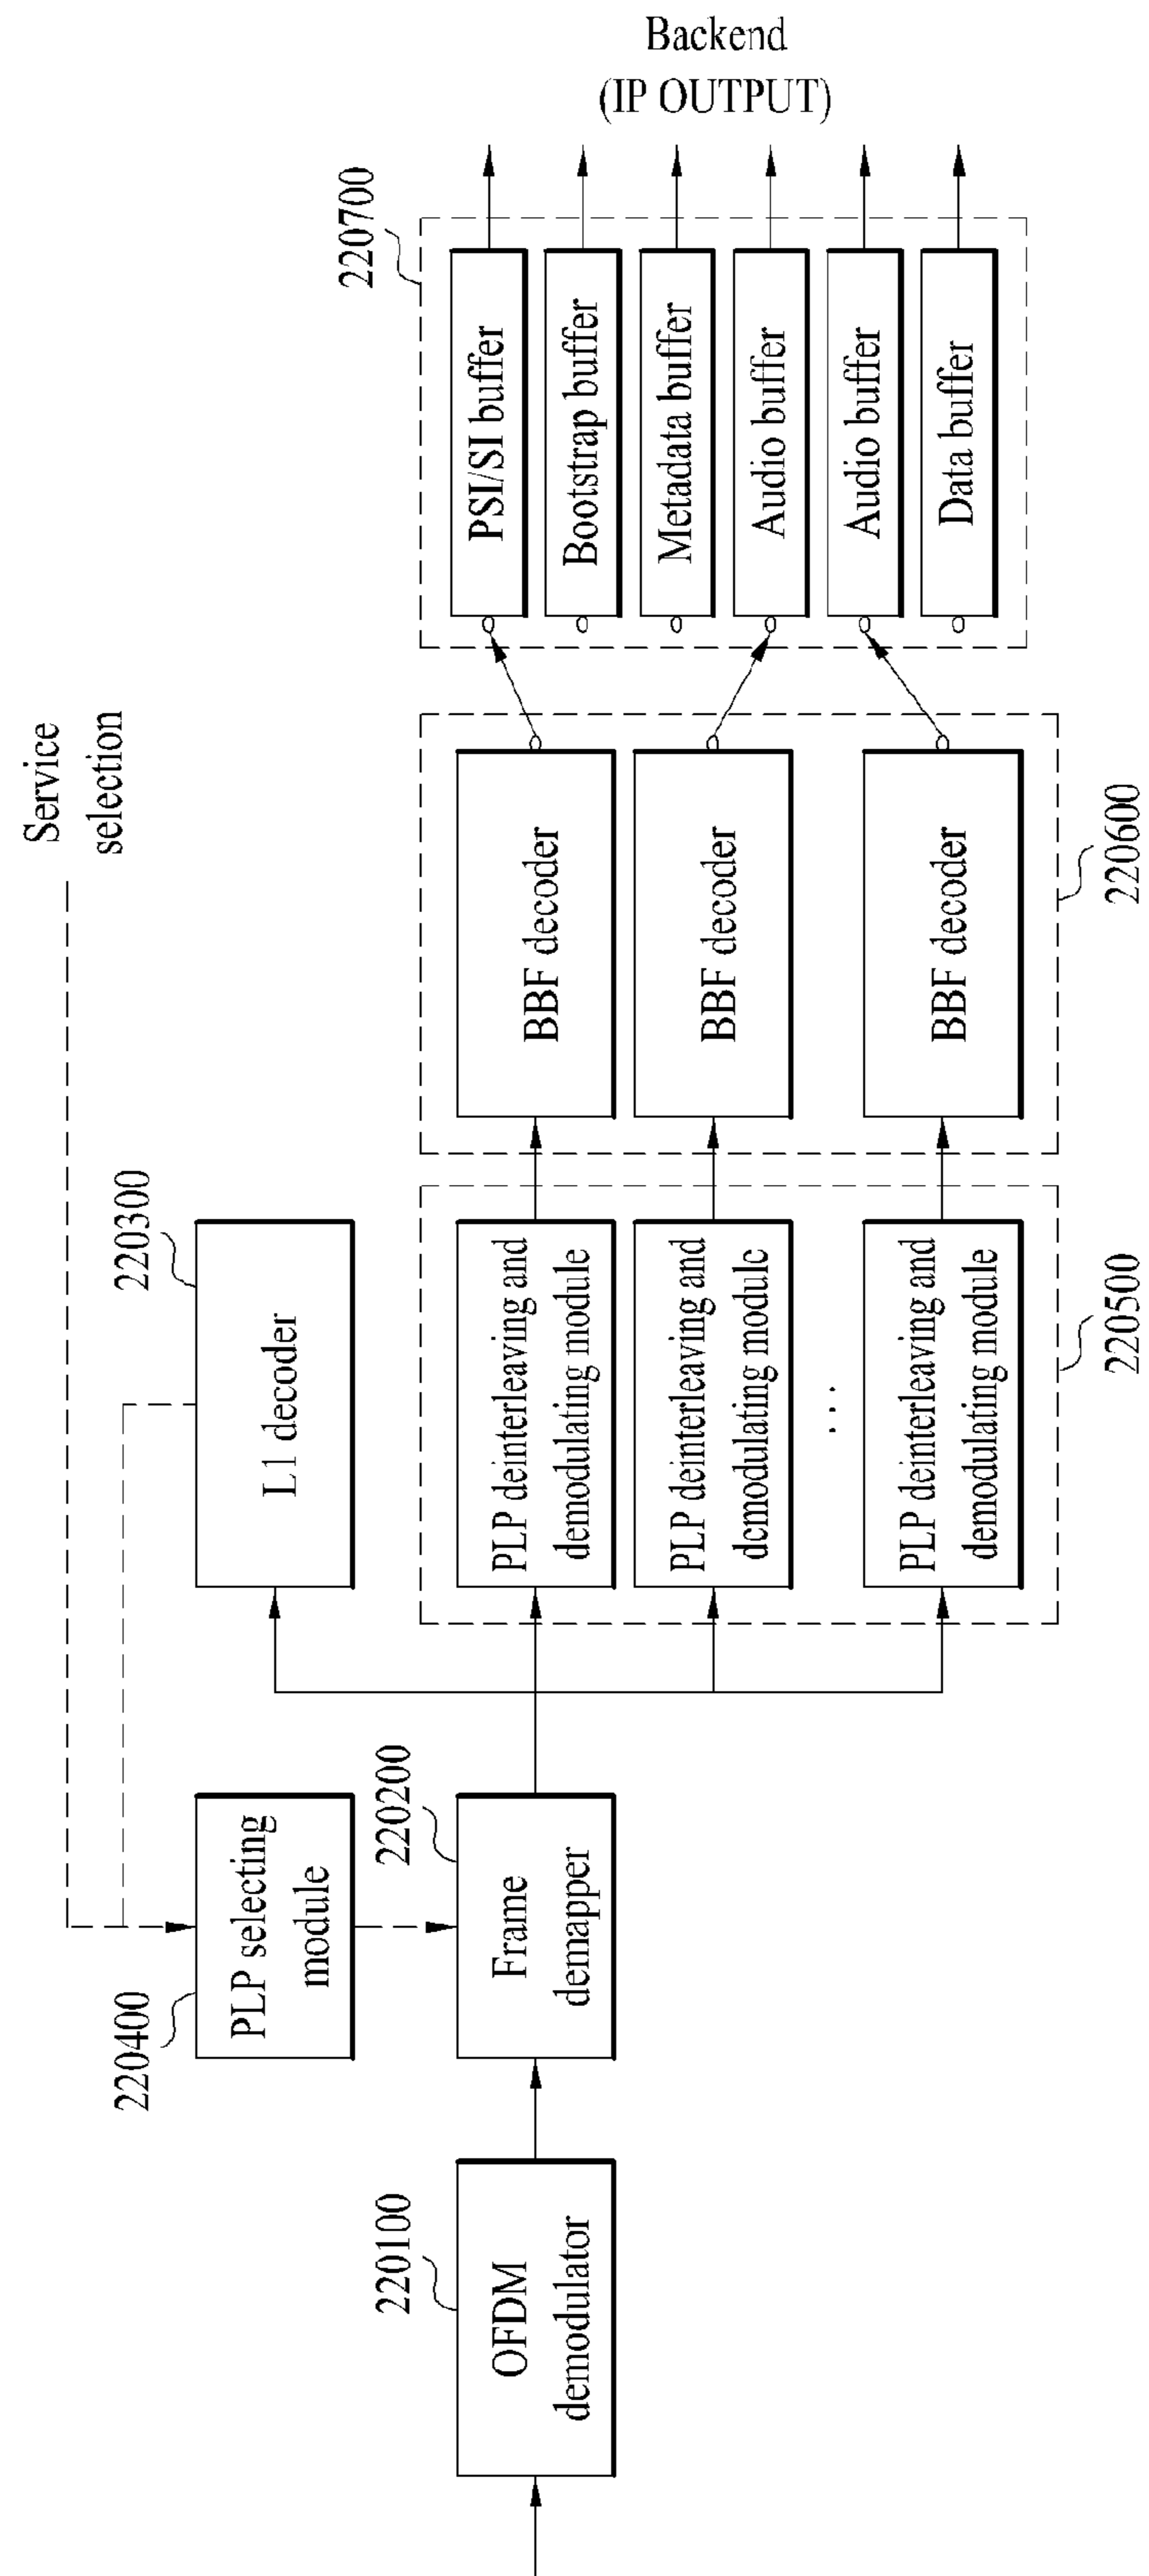 Service
selection
220400
PLP selecting
module
220300
L1 decoder
220100
OFDM
demodulator
220200
Frame
demapper
PLP deinterleaving and
demodulating module
PLP deinterleaving and
demodulating module
...
PLP deinterleaving and
demodulating module
220500
BBF decoder
BBF decoder
BBF decoder
220600
220700
PSI/SI buffer
Bootstrap buffer
Metadata buffer
Audio buffer
Audio buffer
Data buffer
Backend
(IP OUTPUT)